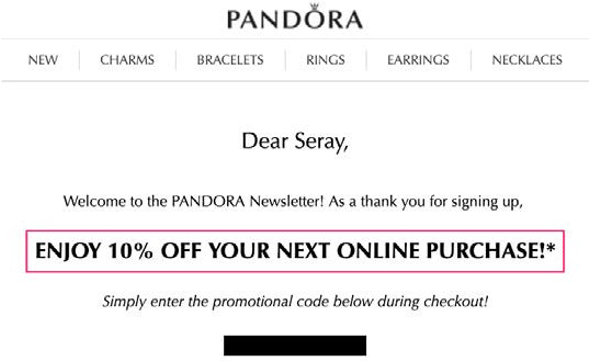 PANDORA
NEW CHARMS BRACELETS RINGS EARRINGS NECKLACES
Dear Seray,
Welcome to the PANDORA Newsletter! As a thank you for signing up,
ENJOY 10% OFF YOUR NEXT ONLINE PURCHASE!*
Simply enter the promotional code below during checkout!